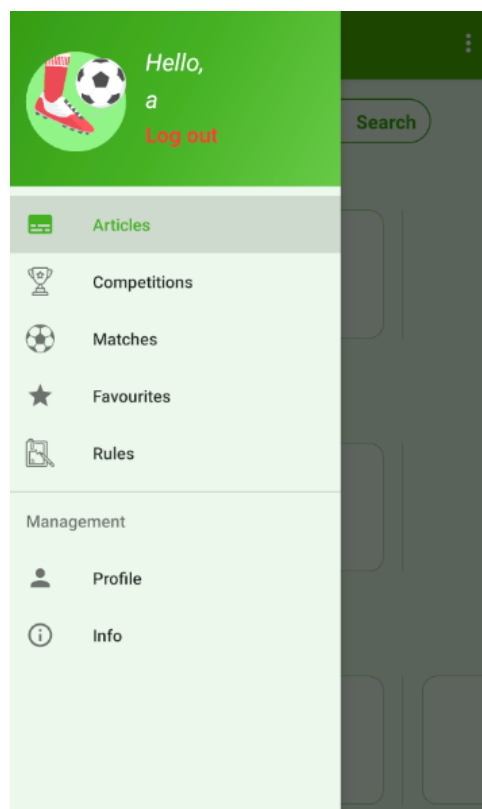 Hello,
a
Log out
Search
Articles
Competitions
Matches
Favourites
Rules
Management
Profile
Info